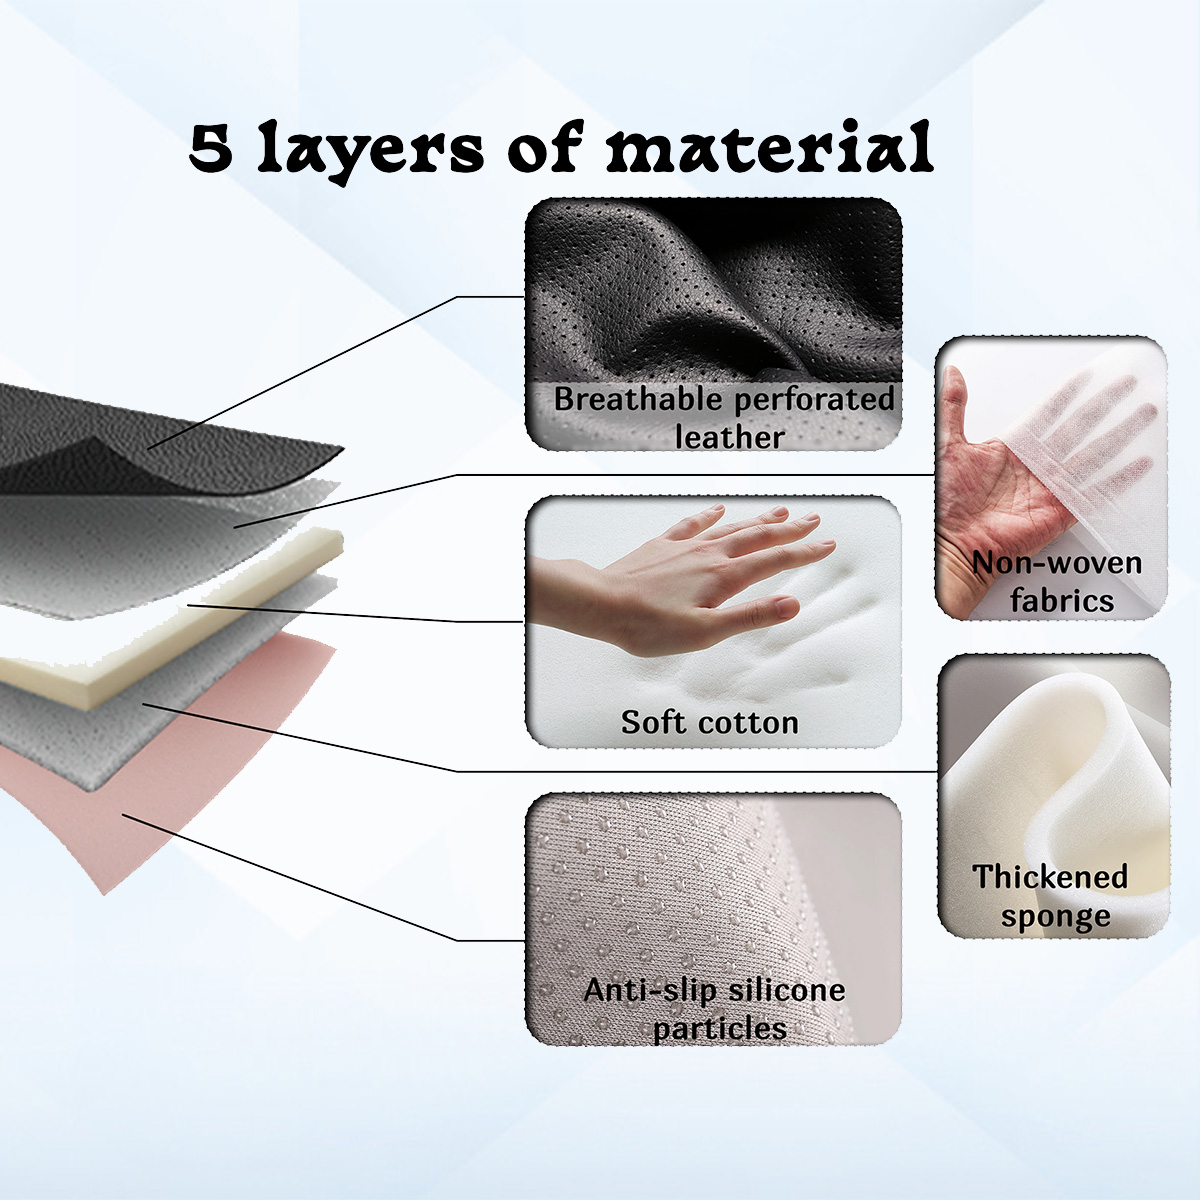 5 layers of material
Breathable perforated
leather
Non-woven
fabrics
Soft cotton
Thickened
sponge
Anti-slip silicone
particles